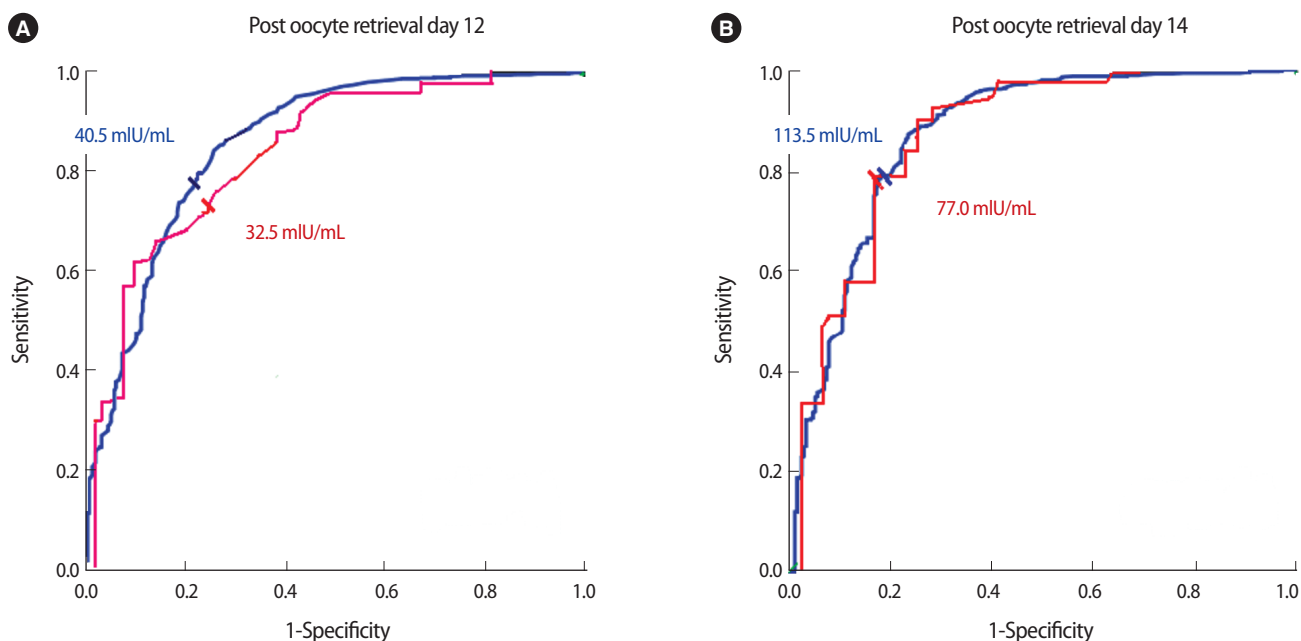 A
Post oocyte retrieval day 12
1.0
0.8
0.6
0.4
0.2
0.0
40.5 mIU/mL
32.5 mIU/mL
Sensitivity
0.0 0.2 0.4 0.6 0.8 1.0
1-Specificity
B
Post oocyte retrieval day 14
1.0
0.8
0.6
0.4
0.2
0.0
113.5 mIU/mL
77.0 mIU/mL
Sensitivity
0.0 0.2 0.4 0.6 0.8 1.0
1-Specificity